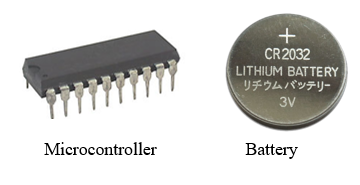 +
CR2032
LITHIUM BATTERY
リチウム バッテリー
3V
Microcontroller
Battery